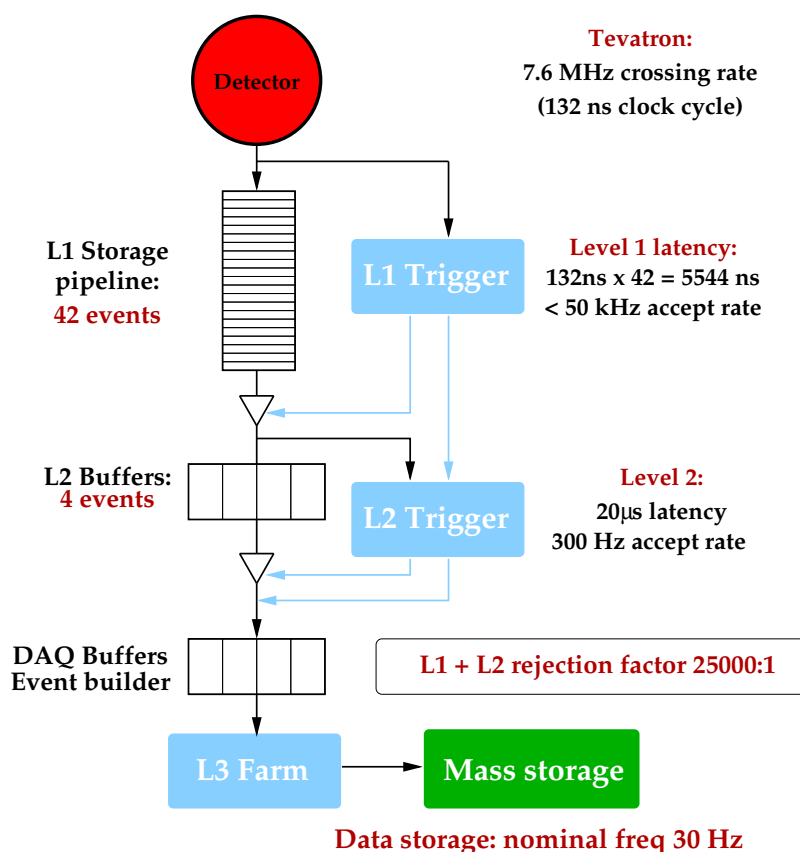 Detector
Tevatron:
7.6 MHz crossing rate
(132 ns clock cycle)
L1 Storage
pipeline:
42 events
L1 Trigger
Level 1 latency:
132ns x 42 = 5544 ns
< 50 kHz accept rate
L2 Buffers:
4 events
L2 Trigger
Level 2:
20μs latency
300 Hz accept rate
DAQ Buffers
Event builder
L1 + L2 rejection factor 25000:1
L3 Farm
Mass storage
Data storage: nominal freq 30 Hz